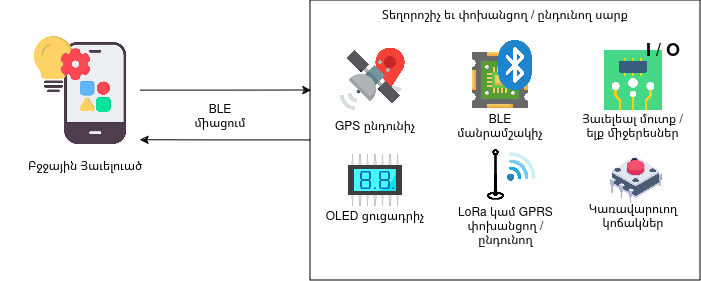 Տեղորոշիչ եւ փոխանցող / ընդունող սարք
I / O
BLE
միացում
Բջջային Յաւելուած
GPS ընդունիչ
BLE
մանրամշակիչ
Յաւելեալ մուտք /
ելք միջերեսներ
8.8.
OLED ցուցադրիչ
LoRa կամ GPRS
փոխանցող /
ընդունող
Կառավարուող
կոճակներ